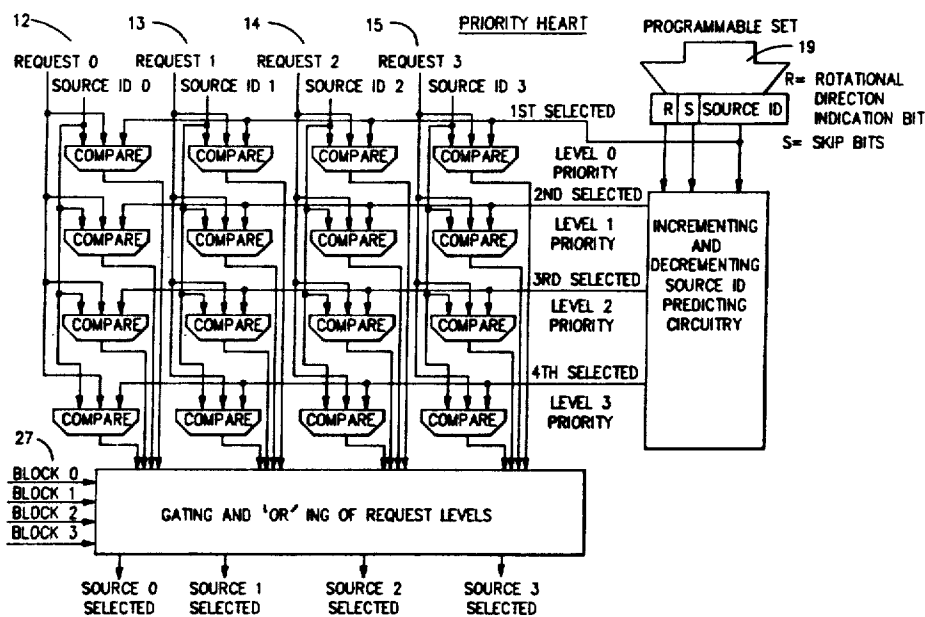 12
13
14
15
PRIORITY HEART
PROGRAMMABLE SET
19
REQUEST 0
REQUEST 1
REQUEST 2
REQUEST 3
SOURCE ID 0
SOURCE ID 1
SOURCE ID 2
SOURCE ID 3
R= ROTATIONAL
DIRECTON
INDICATION BIT
S= SKIP BITS
R S SOURCE ID
1ST SELECTED
COMPARE COMPARE COMPARE COMPARE
LEVEL 0
PRIORITY
2ND SELECTED
COMPARE COMPARE COMPARE COMPARE
LEVEL 1
PRIORITY
INCREMENTING
AND
DECREMENTING
SOURCE ID
PREDICTING
CIRCUITRY
3RD SELECTED
COMPARE COMPARE COMPARE COMPARE
LEVEL 2
PRIORITY
4TH SELECTED
COMPARE COMPARE COMPARE COMPARE
LEVEL 3
PRIORITY
27
BLOCK 0
BLOCK 1
BLOCK 2
BLOCK 3
GATING AND 'OR' ING OF REQUEST LEVELS
SOURCE 0
SELECTED
SOURCE 1
SELECTED
SOURCE 2
SELECTED
SOURCE 3
SELECTED